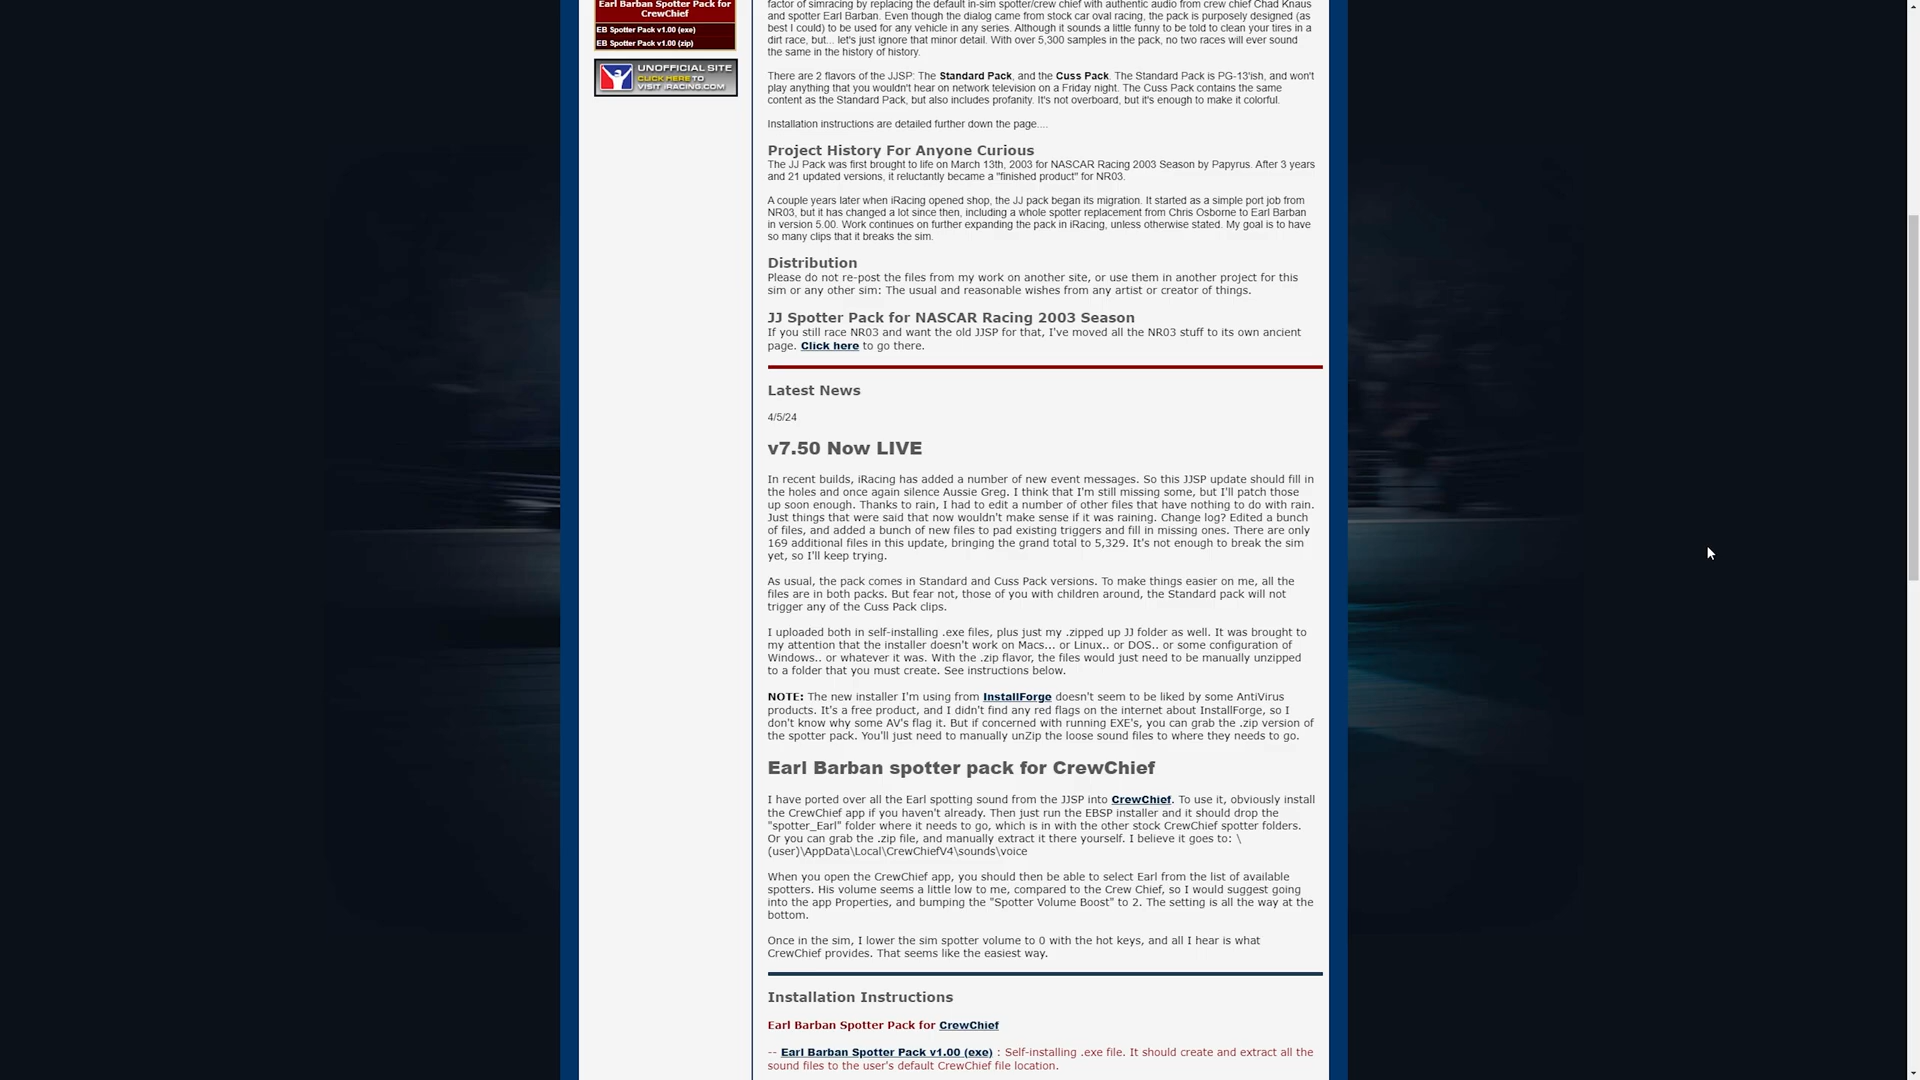 Earl Barban Spotter Pack for
CrewChief
EB Spotter Pack v1.00 (exe)
EB Spotter Pack v1.00 (zip)
UNOFFICIAL SITE
CLICK HERE TO
VISIT iRACING.COM
factor of simracing by replacing the default in-sim spotter/crew chief with authentic audio from crew chief Chad Knaus
and spotter Earl Barban. Even though the dialog came from stock car oval racing, the pack is purposely designed (as
best I could) to be used for any vehicle in any series. Although it sounds a little funny to be told to clean your tires in a
dirt race, but... let's just ignore that minor detail. With over 5,300 samples in the pack, no two races will ever sound
the same in the history of history.
There are 2 flavors of the JJSP: The Standard Pack, and the Cuss Pack. The Standard Pack is PG-13'ish, and won't
play anything that you wouldn't hear on network television on a Friday night. The Cuss Pack contains the same
content as the Standard Pack, but also includes profanity. It's not overboard, but it's enough to make it colorful.
Installation instructions are detailed further down the page....
Project History For Anyone Curious
The JJ Pack was first brought to life on March 13th, 2003 for NASCAR Racing 2003 Season by Papyrus. After 3 years
and 21 updated versions, it reluctantly became a "finished product" for NR03.
A couple years later when iRacing opened shop, the JJ pack began its migration. It started as a simple port job from
NR03, but it has changed a lot since then, including a whole spotter replacement from Chris Osborne to Earl Barban
in version 5.00. Work continues on further expanding the pack in iRacing, unless otherwise stated. My goal is to have
so many clips that it breaks the sim.
Distribution
Please do not re-post the files from my work on another site, or use them in another project for this
sim or any other sim: The usual and reasonable wishes from any artist or creator of things.
JJ Spotter Pack for NASCAR Racing 2003 Season
If you still race NR03 and want the old JJSP for that, I've moved all the NR03 stuff to its own ancient
page. Click here to go there.
Latest News
4/5/24
v7.50 Now LIVE
In recent builds, iRacing has added a number of new event messages. So this JJSP update should fill in
the holes and once again silence Aussie Greg. I think that I'm still missing some, but I'll patch those
up soon enough. Thanks to rain, I had to edit a number of other files that have nothing to do with rain.
Just things that were said that now wouldn't make sense if it was raining. Change log? Edited a bunch
of files, and added a bunch of new files to pad existing triggers and fill in missing ones. There are only
169 additional files in this update, bringing the grand total to 5,329. It's not enough to break the sim
yet, so I'll keep trying.
As usual, the pack comes in Standard and Cuss Pack versions. To make things easier on me, all the
files are in both packs. But fear not, those of you with children around, the Standard pack will not
trigger any of the Cuss Pack clips.
I uploaded both in self-installing .exe files, plus just my .zipped up JJ folder as well. It was brought to
my attention that the installer doesn't work on Macs... or Linux.. or DOS.. or some configuration of
Windows.. or whatever it was. With the .zip flavor, the files would just need to be manually unzipped
to a folder that you must create. See instructions below.
NOTE: The new installer I'm using from InstallForge doesn't seem to be liked by some AntiVirus
products. It's a free product, and I didn't find any red flags on the internet about InstallForge, so I
don't know why some AV's flag it. But if concerned with running EXE's, you can grab the .zip version of
the spotter pack. You'll just need to manually unZip the loose sound files to where they needs to go.
Earl Barban spotter pack for CrewChief
I have ported over all the Earl spotting sound from the JJSP into CrewChief. To use it, obviously install
the CrewChief app if you haven't already. Then just run the EBSP installer and it should drop the
"spotter_Earl" folder where it needs to go, which is in with the other stock CrewChief spotter folders.
Or you can grab the .zip file, and manually extract it there yourself. I believe it goes to: \
(user)\AppData\Local\CrewChiefV4\sounds\voice
When you open the CrewChief app, you should then be able to select Earl from the list of available
spotters. His volume seems a little low to me, compared to the Crew Chief, so I would suggest going
into the app Properties, and bumping the "Spotter Volume Boost" to 2. The setting is all the way at the
bottom.
Once in the sim, I lower the sim spotter volume to 0 with the hot keys, and all I hear is what
CrewChief provides. That seems like the easiest way.
Installation Instructions
Earl Barban Spotter Pack for CrewChief
-- Earl Barban Spotter Pack v1.00 (exe) : Self-installing .exe file. It should create and extract all the
sound files to the user's default CrewChief file location.